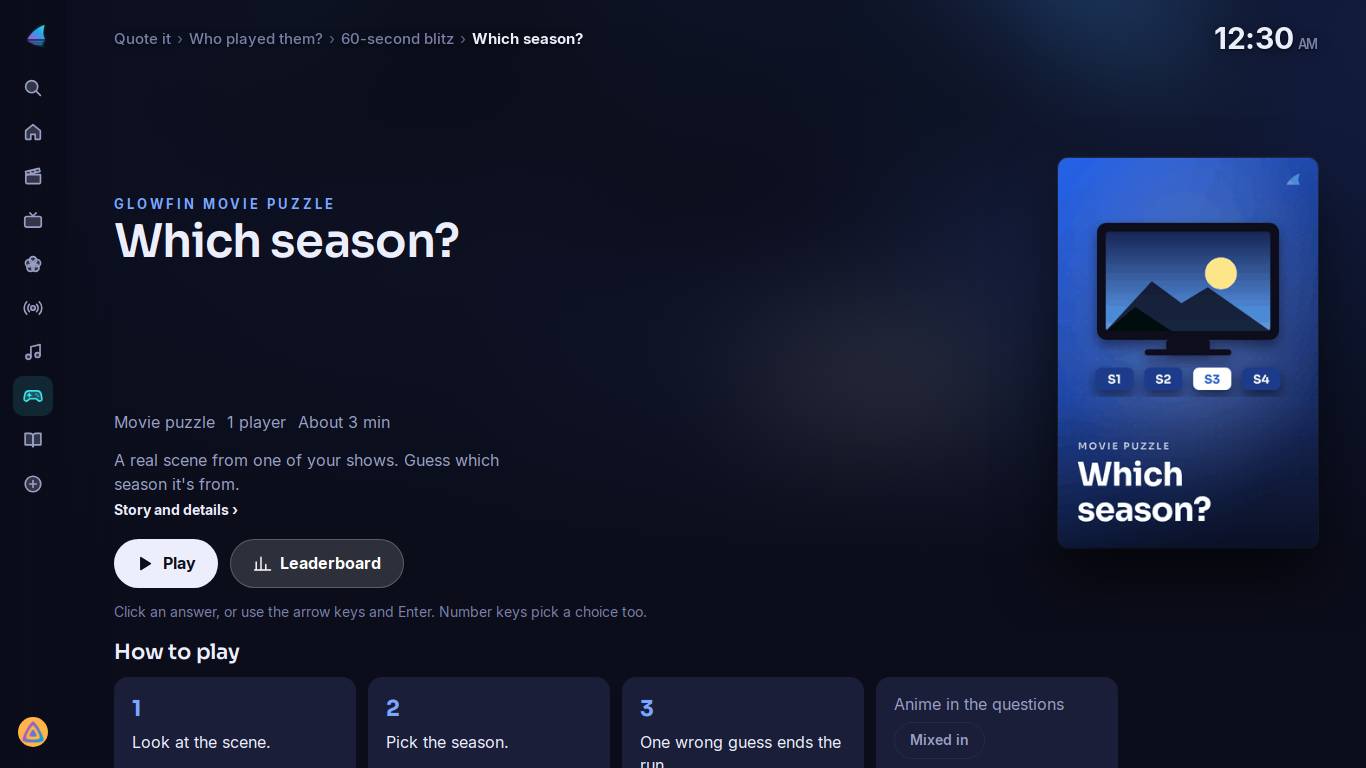 Quote it › Who played them? › 60-second blitz › Which season?
12:30 AM
GLOWFIN MOVIE PUZZLE
Which season?
S1 S2 S3 S4
MOVIE PUZZLE
Which
season?
Movie puzzle 1 player About 3 min
A real scene from one of your shows. Guess which
season it's from.
Story and details ›
Play Leaderboard
Click an answer, or use the arrow keys and Enter. Number keys pick a choice too.
How to play
1
Look at the scene.
2
Pick the season.
3
One wrong guess ends the
run.
Anime in the questions
Mixed in